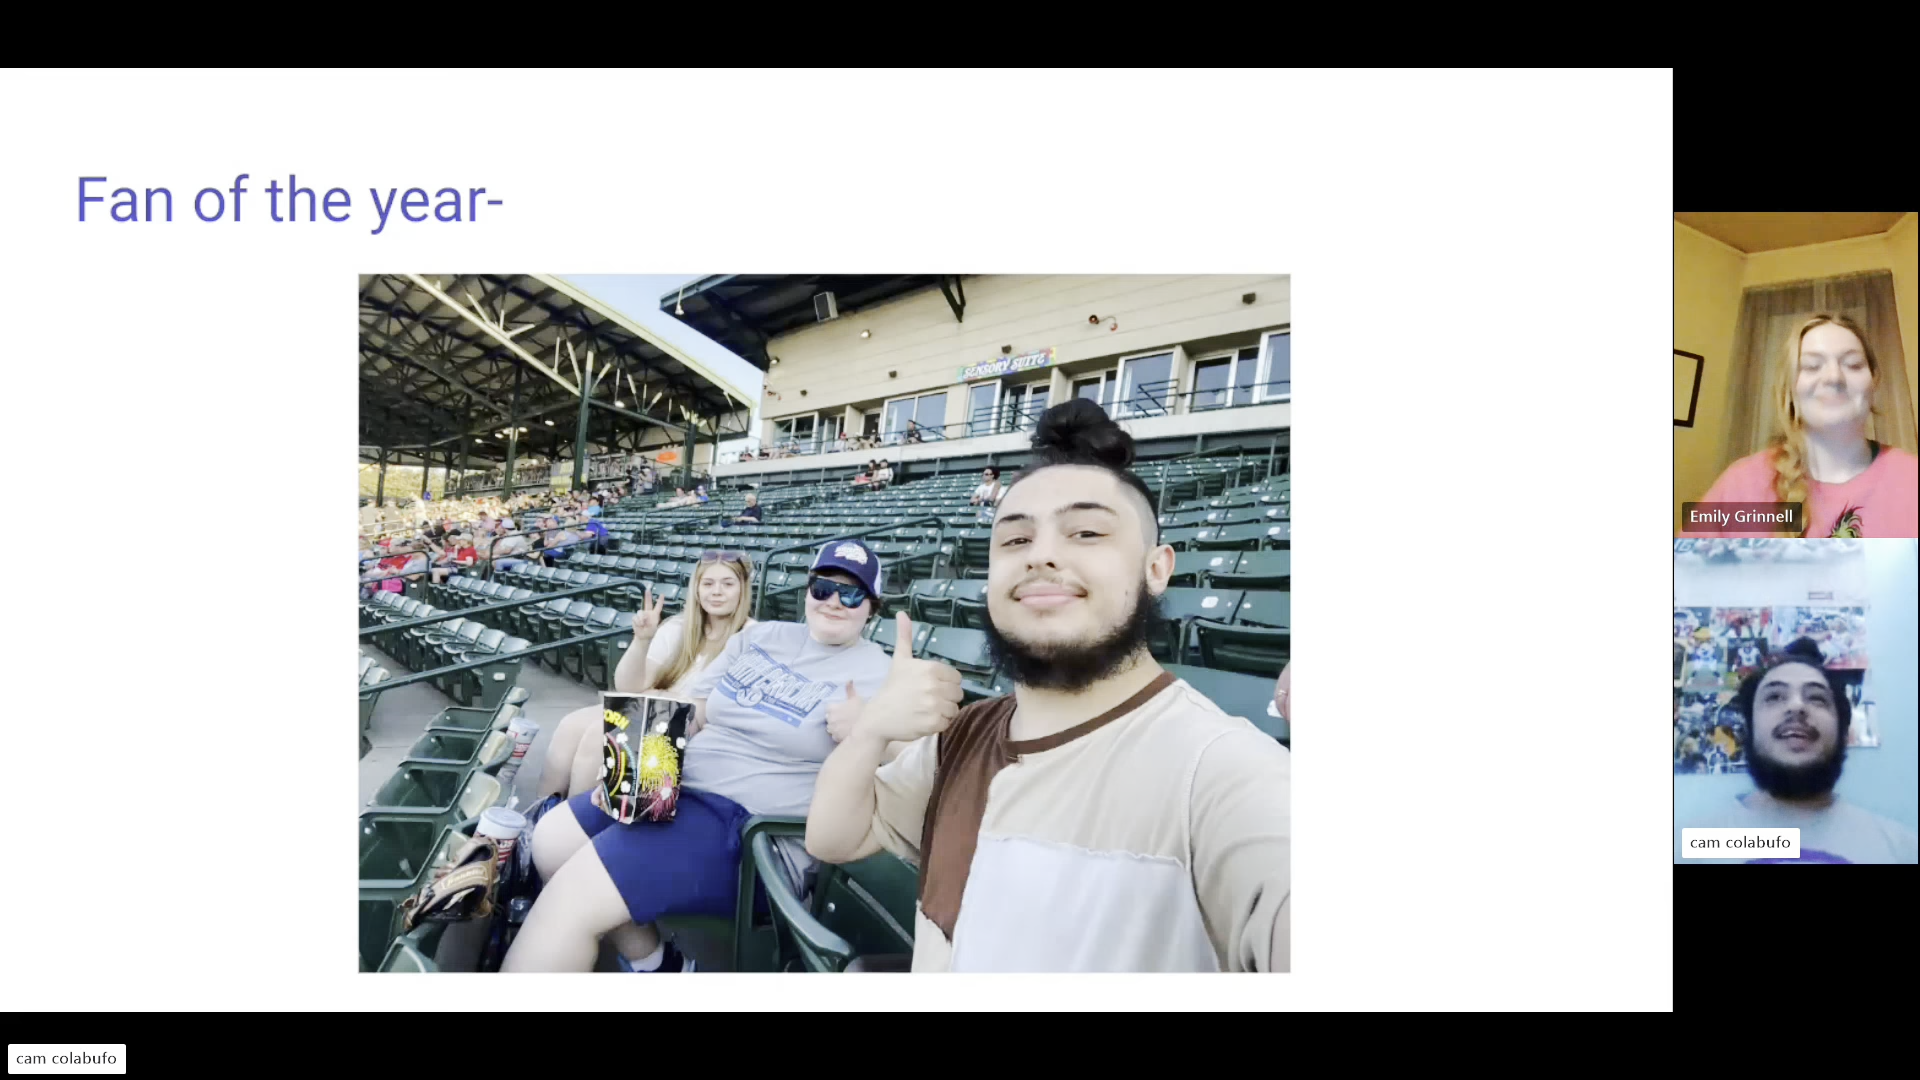 Fan of the year-
SENSORY SUITE
Emily Grinnell
cam colabufo
cam colabufo